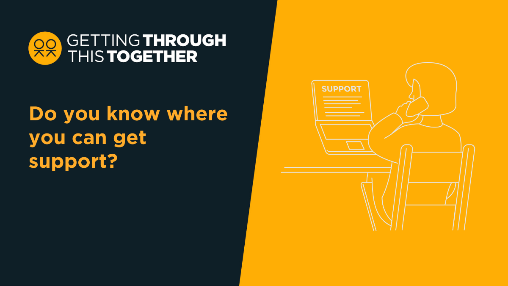 GETTING THROUGH
THIS TOGETHER
Do you know where
you can get
support?
SUPPORT